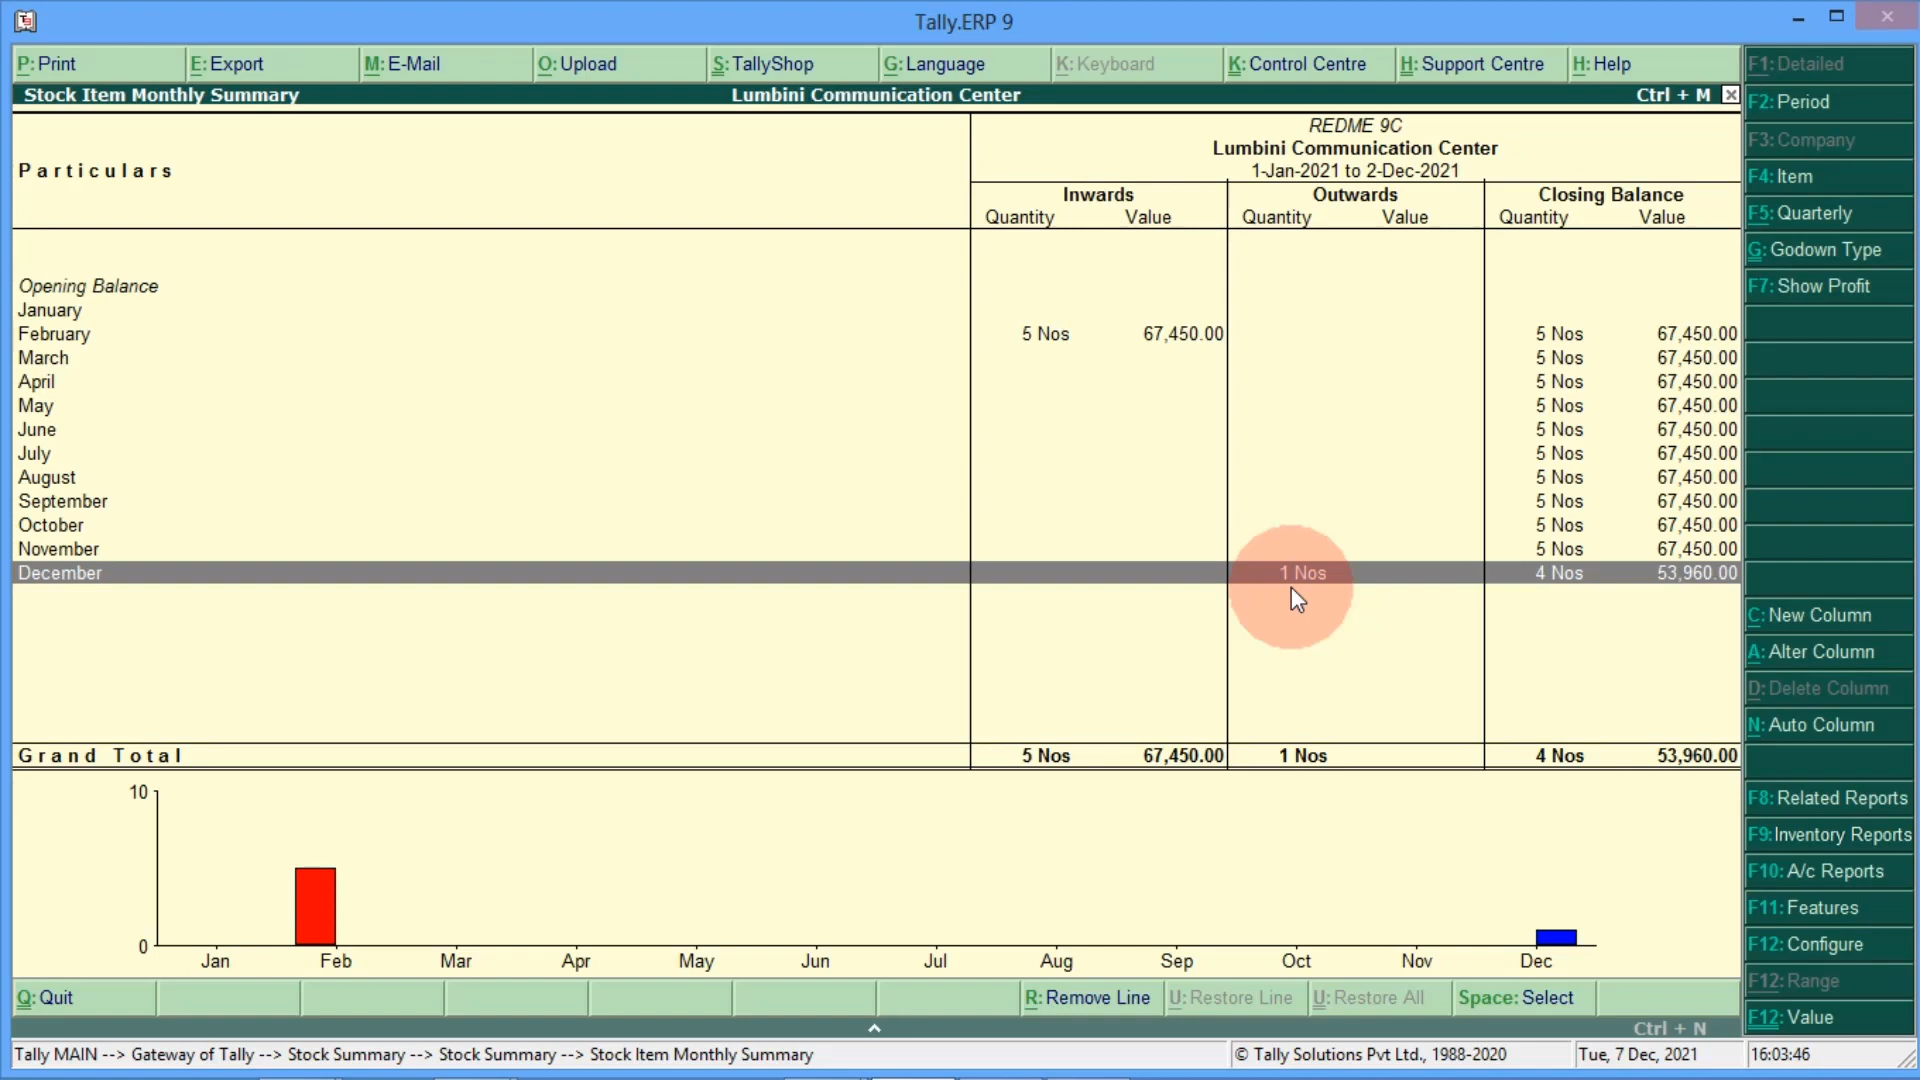 Tally.ERP 9
P: Print E: Export M: E-Mail O: Upload S: TallyShop G: Language K: Keyboard K: Control Centre H: Support Centre H: Help
Stock Item Monthly Summary Lumbini Communication Center Ctrl + M
Particulars
REDME 9C
Lumbini Communication Center
1-Jan-2021 to 2-Dec-2021
Inwards Outwards Closing Balance
Quantity Value Quantity Value Quantity Value
Opening Balance
January
February 5 Nos 67,450.00 5 Nos 67,450.00
March 5 Nos 67,450.00
April 5 Nos 67,450.00
May 5 Nos 67,450.00
June 5 Nos 67,450.00
July 5 Nos 67,450.00
August 5 Nos 67,450.00
September 5 Nos 67,450.00
October 5 Nos 67,450.00
November 5 Nos 67,450.00
December 1 Nos 4 Nos 53,960.00
Grand Total 5 Nos 67,450.00 1 Nos 4 Nos 53,960.00
10
0
Jan Feb Mar Apr May Jun Jul Aug Sep Oct Nov Dec
Q: Quit R: Remove Line U: Restore Line U: Restore All Space: Select
Ctrl + N
Tally MAIN --> Gateway of Tally --> Stock Summary --> Stock Summary --> Stock Item Monthly Summary © Tally Solutions Pvt Ltd., 1988-2020 Tue, 7 Dec, 2021 16:03:46
F1: Detailed
F2: Period
F3: Company
F4: Item
F5: Quarterly
G: Godown Type
F7: Show Profit
C: New Column
A: Alter Column
D: Delete Column
N: Auto Column
F8: Related Reports
F9: Inventory Reports
F10: A/c Reports
F11: Features
F12: Configure
F12: Range
F12: Value